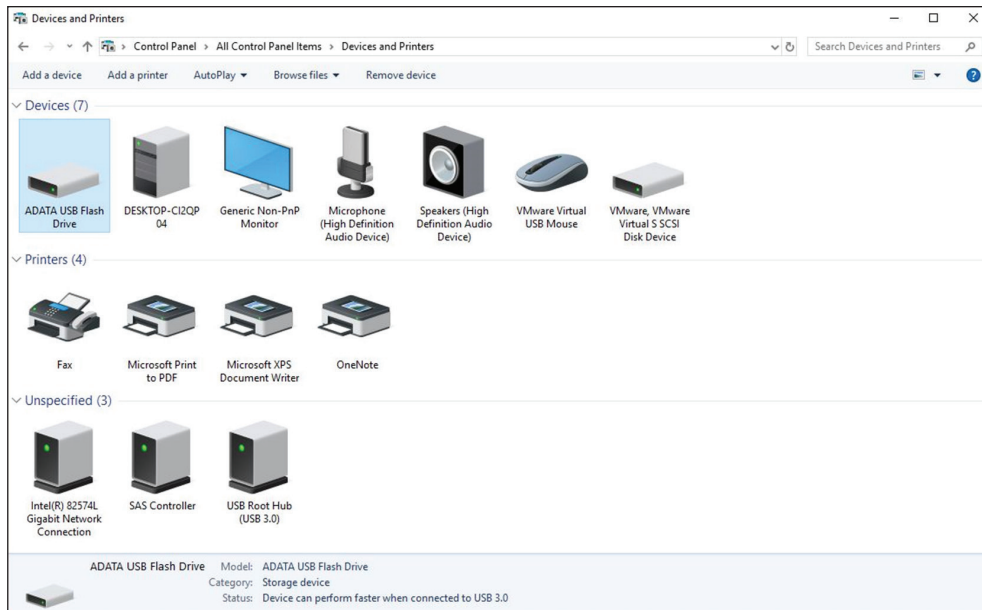 Devices and Printers
Control Panel > All Control Panel Items > Devices and Printers
Search Devices and Printers
Add a device Add a printer AutoPlay Browse files Remove device
Devices (7)
ADATA USB Flash
Drive
DESKTOP-CI2QP
04
Generic Non-PnP
Monitor
Microphone
(High Definition
Audio Device)
Speakers (High
Definition Audio
Device)
VMware Virtual
USB Mouse
VMware, VMware
Virtual S SCSI
Disk Device
Printers (4)
Fax
Microsoft Print
to PDF
Microsoft XPS
Document Writer
OneNote
Unspecified (3)
Intel(R) 82574L
Gigabit Network
Connection
SAS Controller
USB Root Hub
(USB 3.0)
ADATA USB Flash Drive Model: ADATA USB Flash Drive
Category: Storage device
Status: Device can perform faster when connected to USB 3.0